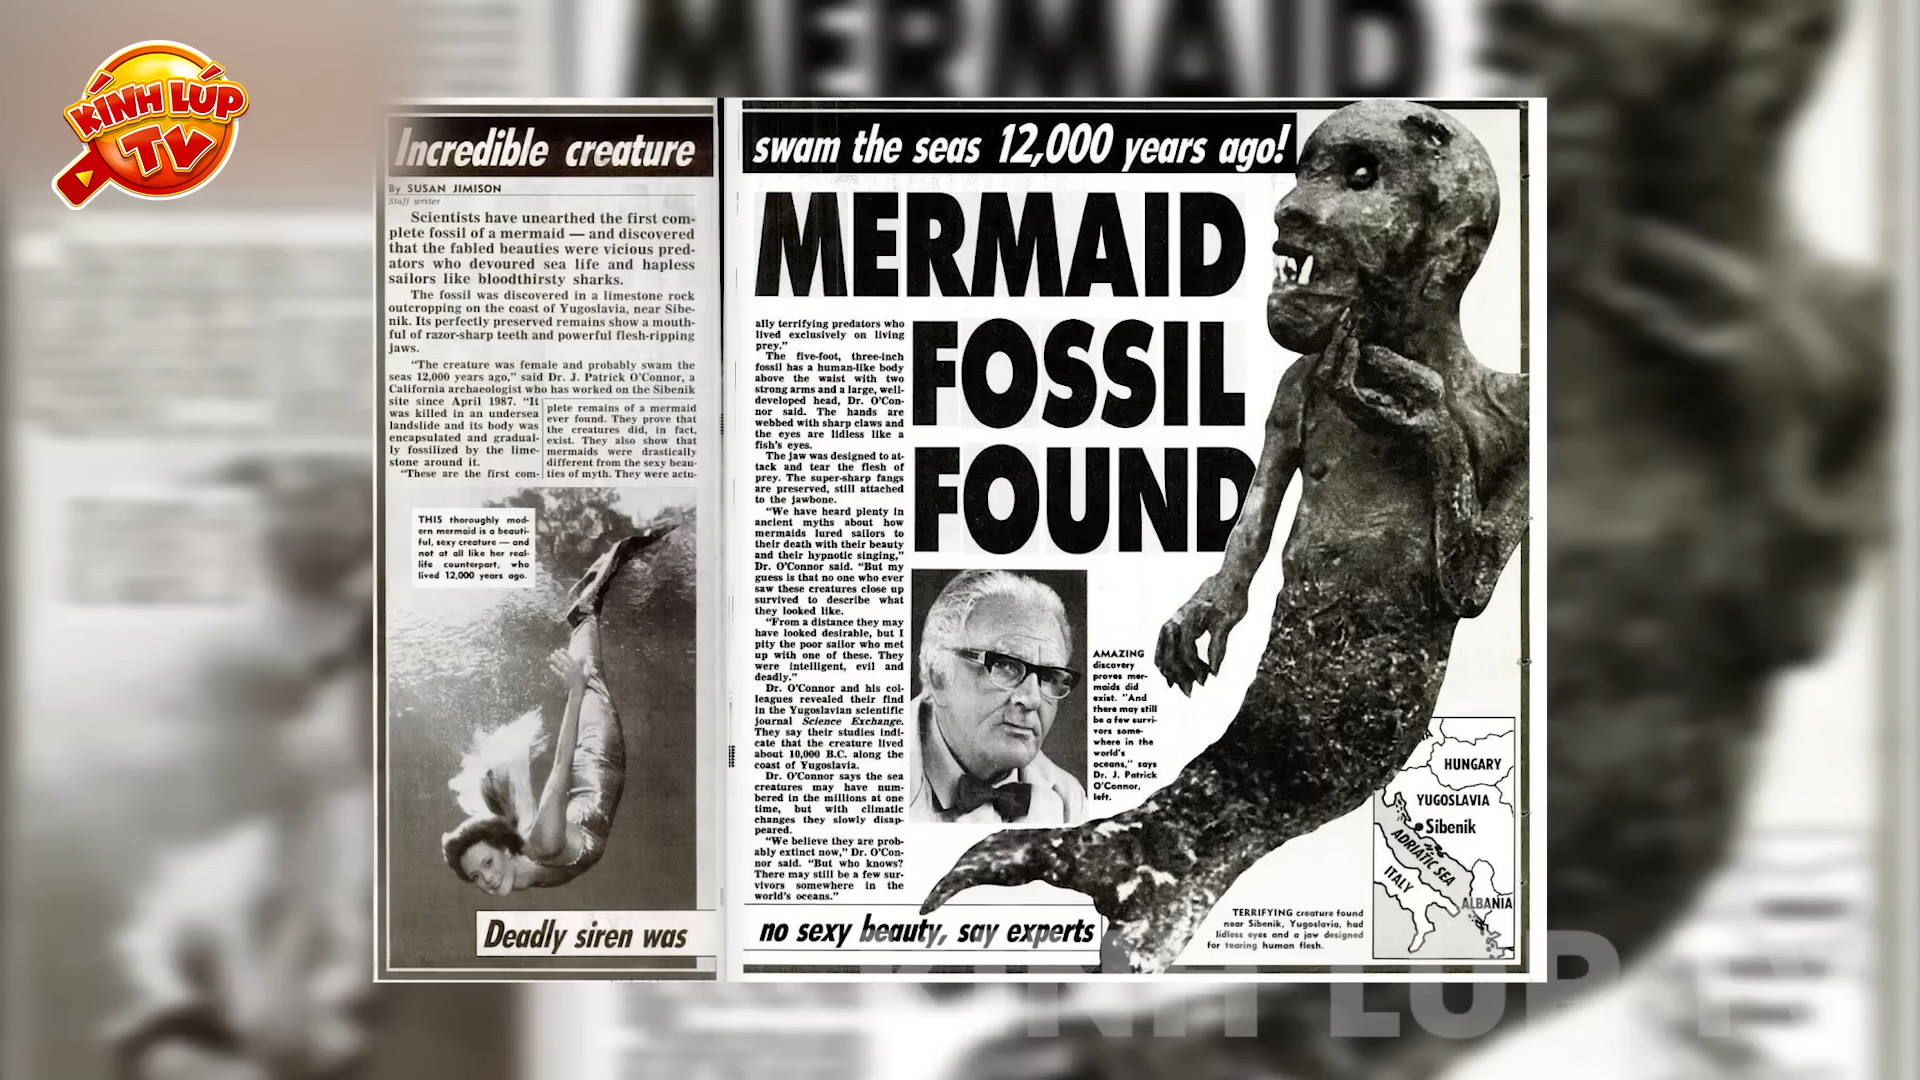 KÍNH LÚP
TV
MERMAID
Incredible creature
By SUSAN JIMISON
Staff writer
Scientists have unearthed the first com-
plete fossil of a mermaid — and discovered
that the fabled beauties were vicious pred-
ators who devoured sea life and hapless
sailors like bloodthirsty sharks.
The fossil was discovered in a limestone rock
outcropping on the coast of Yugoslavia, near Sibe-
nik. Its perfectly preserved remains show a mouth-
ful of razor-sharp teeth and powerful flesh-ripping
jaws.
"The creature was female and probably swam the
seas 12,000 years ago," said Dr. J. Patrick O'Connor, a
California archaeologist who has worked on the Sibenik
site since April 1987. "It
was killed in an undersea
landslide and its body was
encapsulated and gradual-
ly fossilized by the lime-
stone around it.
"These are the first com-
plete remains of a mermaid
ever found. They prove that
the creatures did, in fact,
exist. They also show that
mermaids were drastically
different from the sexy beau-
ties of myth. They were actu-
THIS thoroughly mod-
ern mermaid is a beauti-
ful, sexy creature — and
not at all like her real-
life counterpart, who
lived 12,000 years ago.
Deadly siren was
swam the seas 12,000 years ago!
MERMAID
FOSSIL
FOUND
ally terrifying predators who
lived exclusively on living
prey."
The five-foot, three-inch
fossil has a human-like body
above the waist with two
strong arms and a large, well-
developed head, Dr. O'Con-
nor said. The hands are
webbed with sharp claws and
the eyes are lidless like a
fish's eyes.
The jaw was designed to at-
tack and tear the flesh of
prey. The super-sharp fangs
are preserved, still attached
to the jawbone.
"We have heard plenty in
ancient myths about how
mermaids lured sailors to
their death with their beauty
and their hypnotic singing,"
Dr. O'Connor said. "But my
guess is that no one who ever
saw these creatures close up
survived to describe what
they looked like.
"From a distance they may
have looked desirable, but I
pity the poor sailor who met
up with one of these. They
were intelligent, evil and
deadly."
Dr. O'Connor and his col-
leagues revealed their find
in the Yugoslavian scientific
journal Science Exchange.
They say their studies indi-
cate that the creature lived
about 10,000 B.C. along the
coast of Yugoslavia.
Dr. O'Connor says the sea
creatures may have num-
bered in the millions at one
time, but with climatic
changes they slowly disap-
peared.
"We believe they are prob-
ably extinct now," Dr. O'Con-
nor said. "But who knows?
There may still be a few sur-
vivors somewhere in the
world's oceans."
AMAZING
discovery
proves mer-
maids did
exist. "And
there may still
be a few survi-
vors some-
where in the
world's
oceans," says
Dr. J. Patrick
O'Connor,
left.
no sexy beauty, say experts
TERRIFYING creature found
near Sibenik, Yugoslavia, had
lidless eyes and a jaw designed
for tearing human flesh.
HUNGARY
YUGOSLAVIA
Sibenik
ADRIATIC SEA
ITALY
ALBANIA
KINH LUP TV